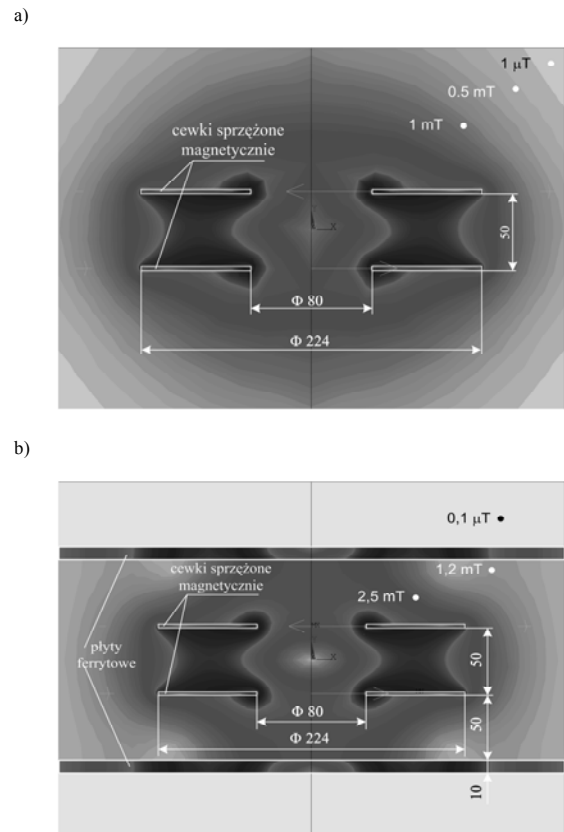 a)
1 μT
0.5 mT
1 mT
cewki sprzężone
magnetycznie
Y
X
50
Φ 80
Φ 224
b)
0,1 μT
cewki sprzężone
magnetycznie
1,2 mT
2,5 mT
płyty
ferrytowe
X
50
Φ 80
50
Φ 224
10